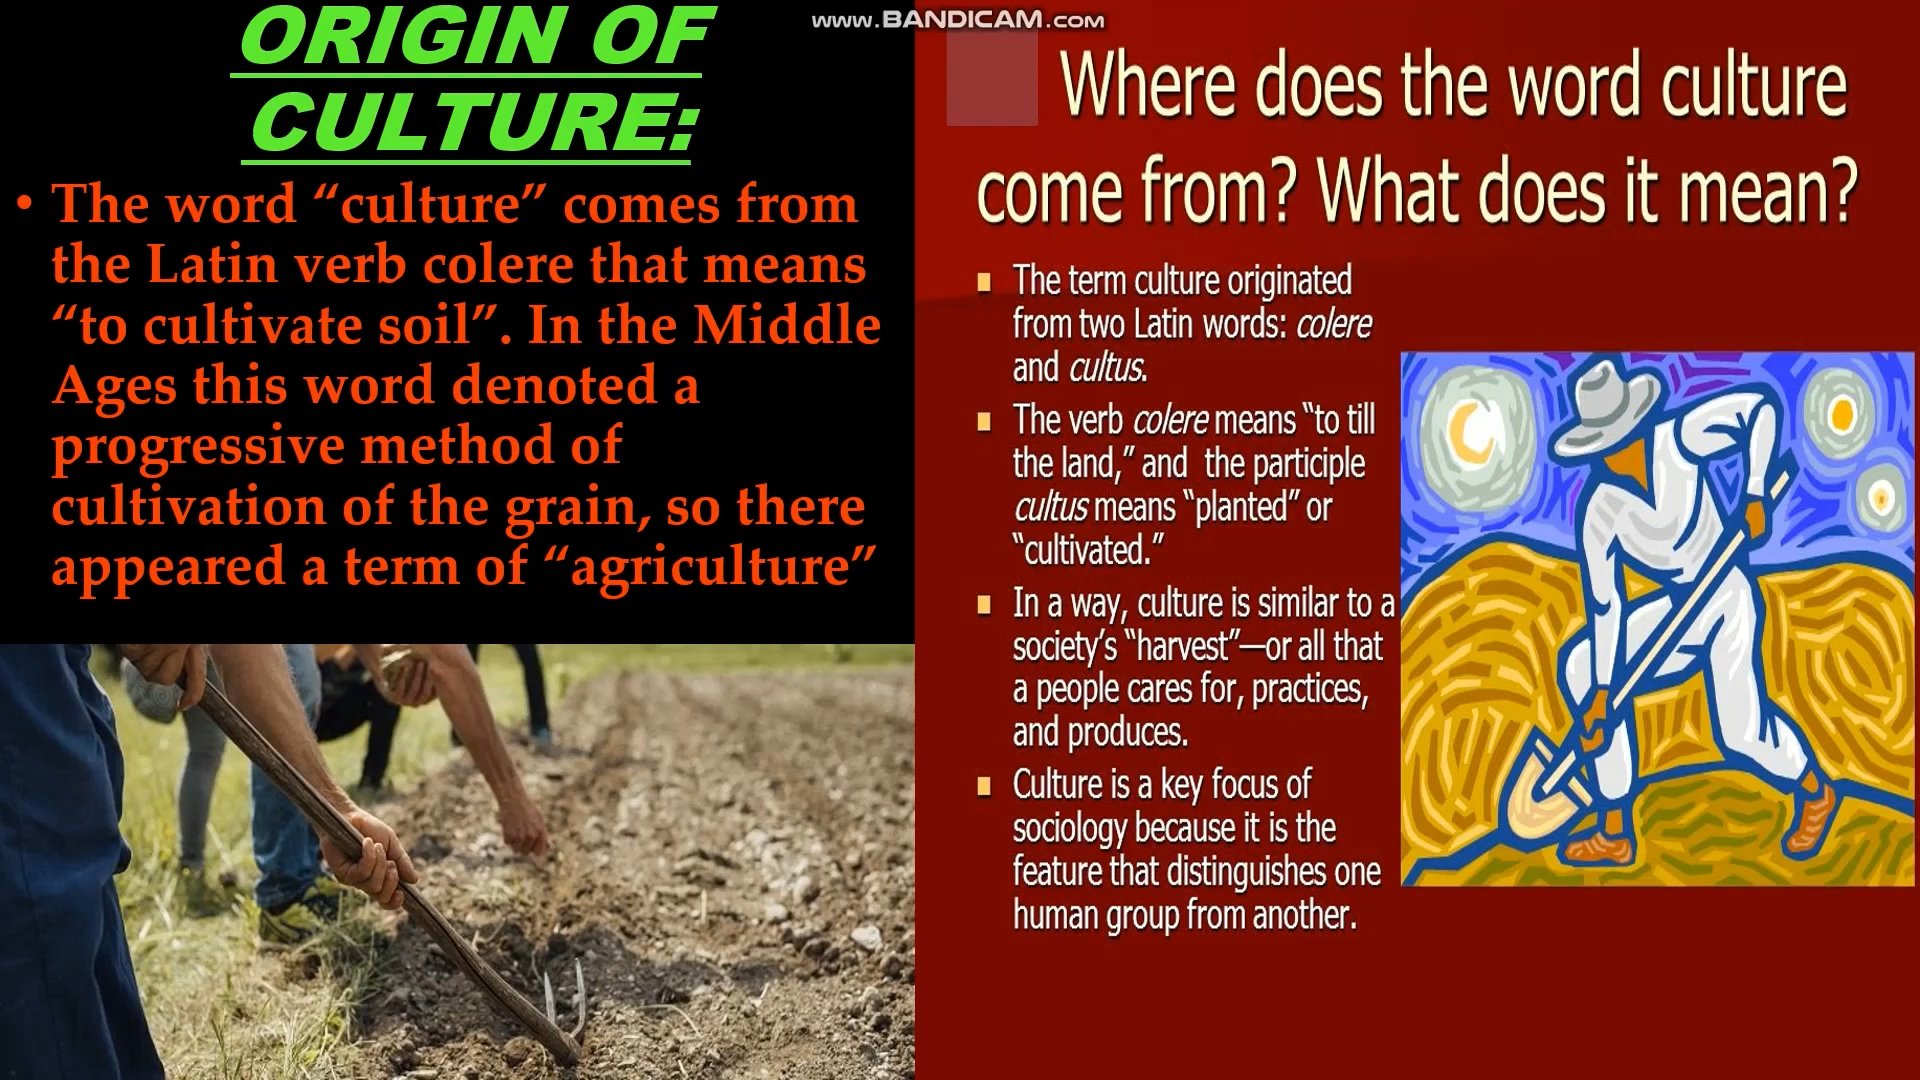 www.BANDICAM.com
ORIGIN OF
CULTURE:
• The word “culture” comes from
the Latin verb colere that means
“to cultivate soil”. In the Middle
Ages this word denoted a
progressive method of
cultivation of the grain, so there
appeared a term of “agriculture”
Where does the word culture
come from? What does it mean?
The term culture originated
from two Latin words: colere
and cultus.
The verb colere means “to till
the land,” and the participle
cultus means “planted” or
“cultivated.”
In a way, culture is similar to a
society’s “harvest”—or all that
a people cares for, practices,
and produces.
Culture is a key focus of
sociology because it is the
feature that distinguishes one
human group from another.